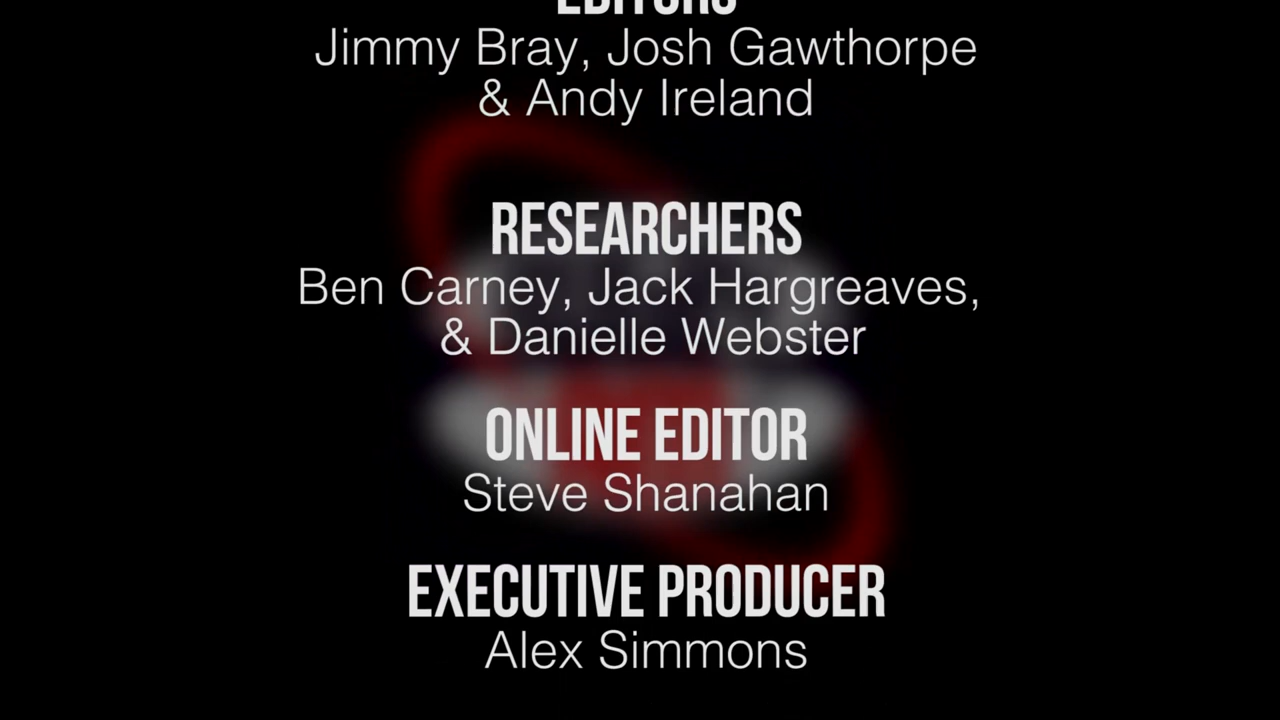 EDITORS
Jimmy Bray, Josh Gawthorpe
& Andy Ireland
RESEARCHERS
Ben Carney, Jack Hargreaves,
& Danielle Webster
ONLINE EDITOR
Steve Shanahan
EXECUTIVE PRODUCER
Alex Simmons